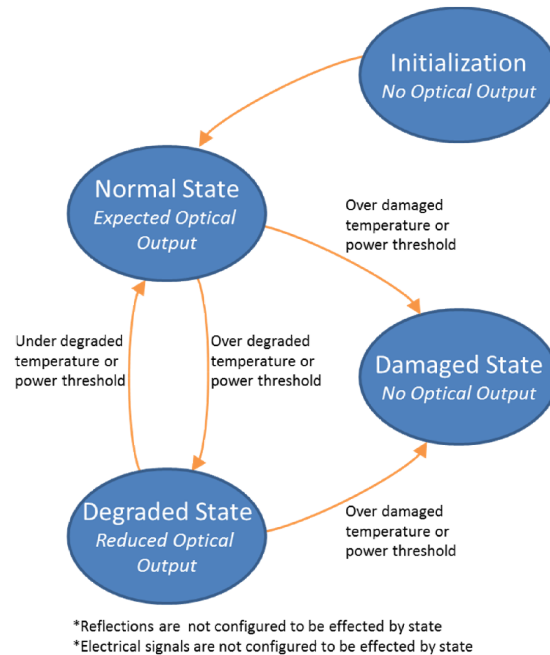 Initialization
No Optical Output
Normal State
Expected Optical
Output
Over damaged
temperature or
power threshold
Under degraded
temperature or
power threshold
Over degraded
temperature or
power threshold
Damaged State
No Optical Output
Degraded State
Reduced Optical
Output
Over damaged
temperature or
power threshold
*Reflections are not configured to be effected by state
*Electrical signals are not configured to be effected by state